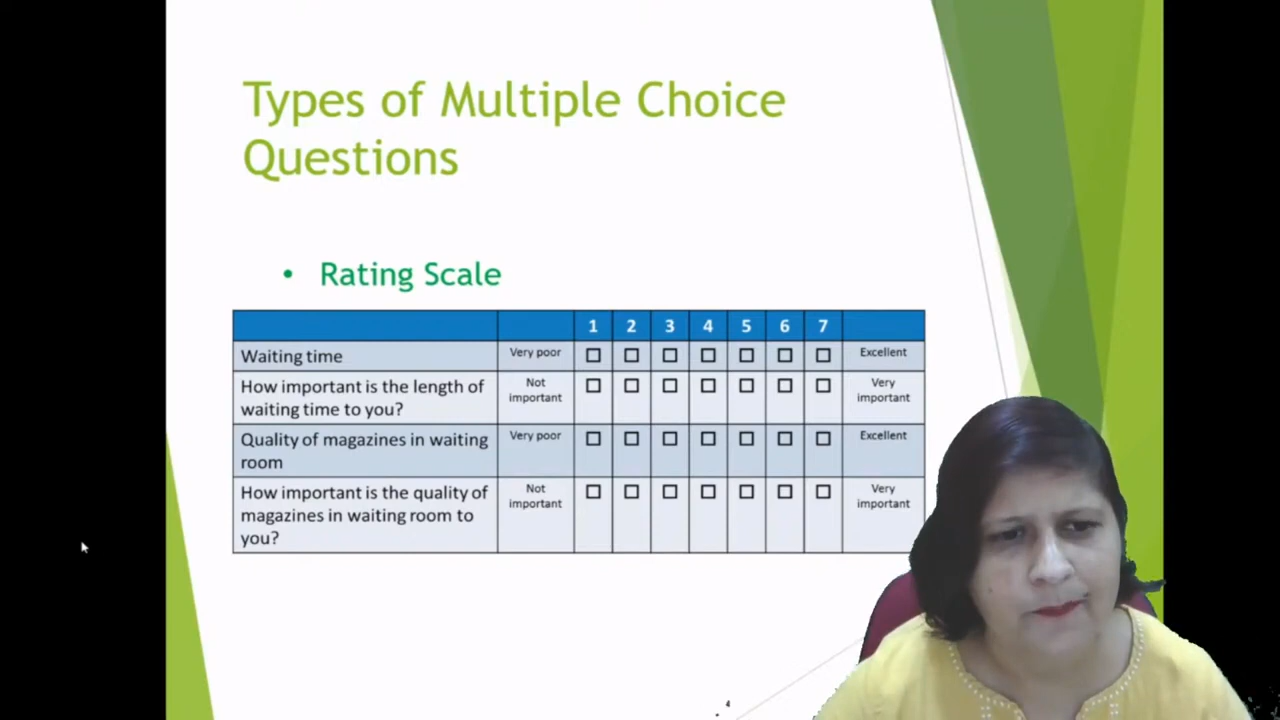 Types of Multiple Choice
Questions
• Rating Scale
1 2 3 4 5 6 7
Waiting time Very poor Excellent
How important is the length of waiting time to you? Not important Very important
Quality of magazines in waiting room Very poor Excellent
How important is the quality of magazines in waiting room to you? Not important Very important
4